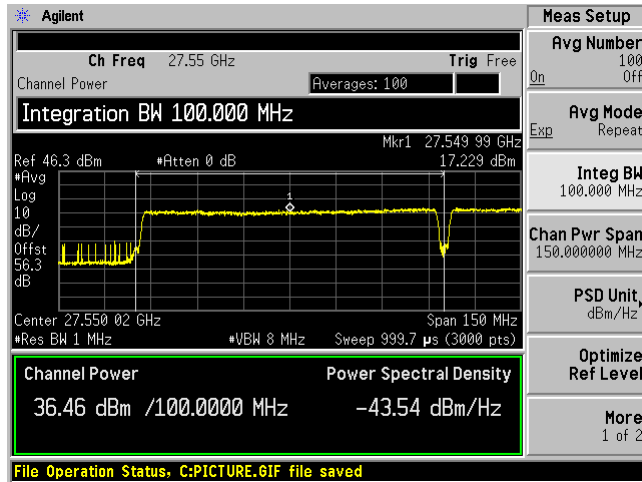 Agilent
Meas Setup
Ch Freq 27.55 GHz
Trig Free
Channel Power
Averages: 100
Integration BW 100.000 MHz
Mkr1 27.549 99 GHz
Ref 46.3 dBm
#Atten 0 dB
17.229 dBm
#Avg
Log
10
dB/
Offst
56.3
dB
1
Center 27.550 02 GHz
Span 150 MHz
#Res BW 1 MHz
#VBW 8 MHz
Sweep 999.7 µs (3000 pts)
Channel Power
Power Spectral Density
36.46 dBm /100.0000 MHz
-43.54 dBm/Hz
File Operation Status, C:PICTURE.GIF file saved
Avg Number
100
On Off
Avg Mode
Exp Repeat
Integ BW
100.000 MHz
Chan Pwr Span
150.000000 MHz
PSD Unit
dBm/Hz
Optimize
Ref Level
More
1 of 2